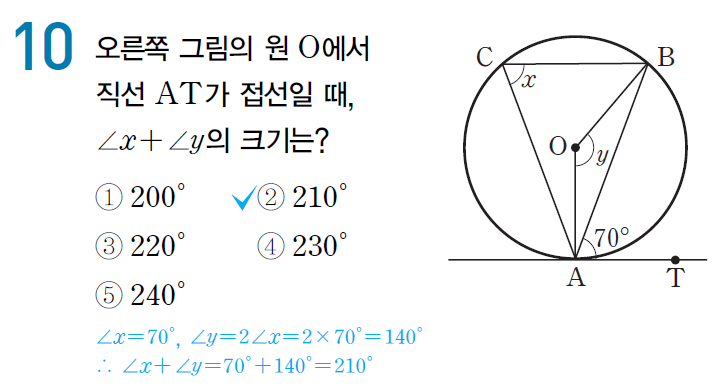 10 오른쪽 그림의 원 O에서
직선 AT가 접선일 때,
∠x+∠y의 크기는?
① 200° ② 210°
③ 220° ④ 230°
⑤ 240°
∠x=70°, ∠y=2∠x=2×70°=140°
∴ ∠x+∠y=70°+140°=210°
C B
x
O y
70°
A T